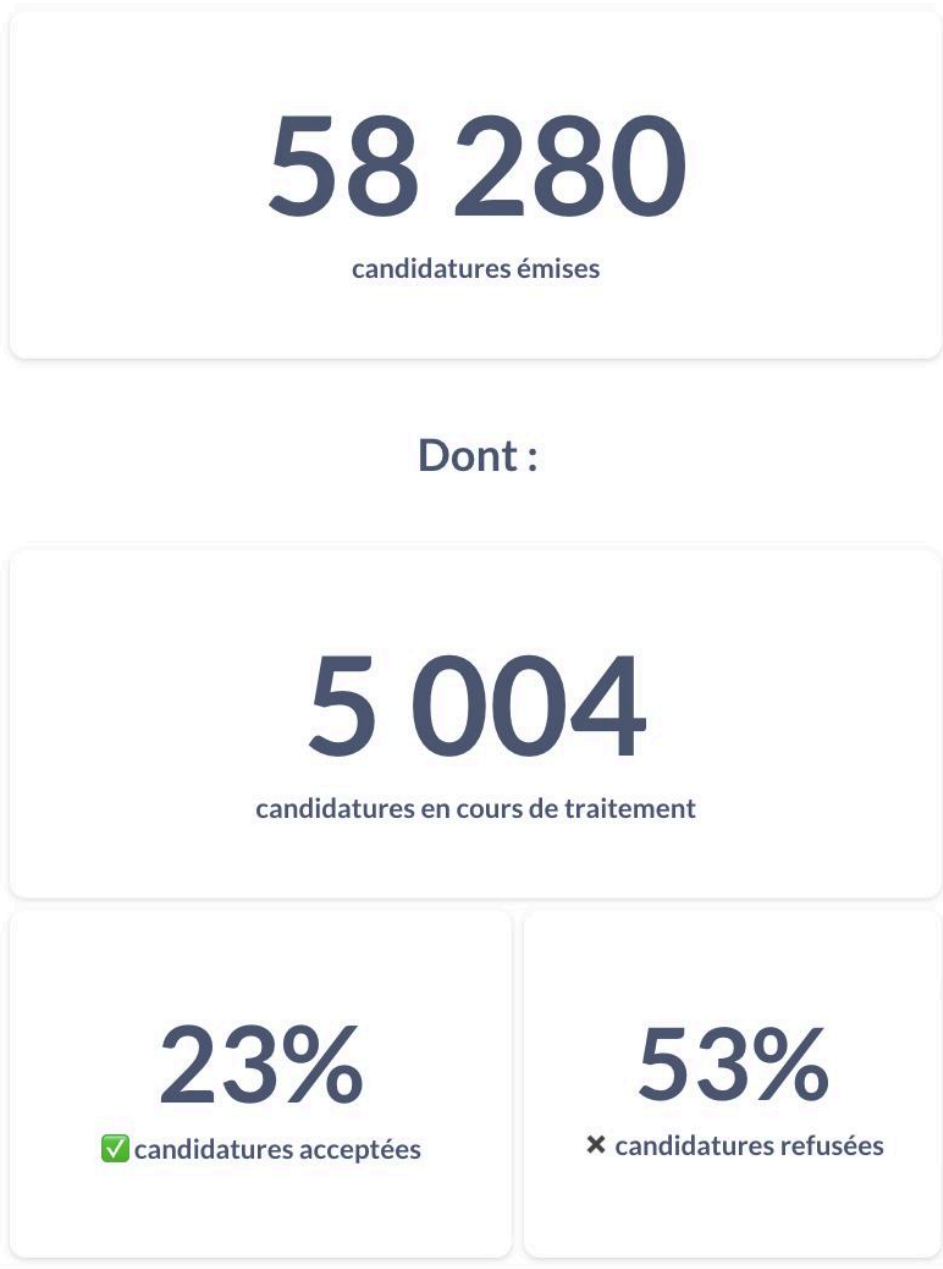 58 280
candidatures émises
Dont :
5 004
candidatures en cours de traitement
23%
✅ candidatures acceptées
53%
❌ candidatures refusées